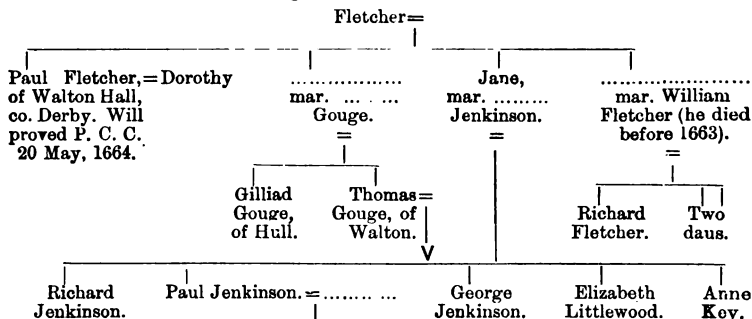 Fletcher=
Paul Fletcher,=Dorothy
of Walton Hall,
co. Derby. Will
proved P. C. C.
20 May, 1664.
..................
mar. ... . ...
Gouge.
=
Jane,
mar. .........
Jenkinson.
=
........................
mar. William
Fletcher (he died
before 1663).
=
Gilliad
Gouge,
of Hull.
Thomas=
Gouge, of
Walton.
Richard
Fletcher.
Two
daus.
Richard
Jenkinson.
Paul Jenkinson.=........ ...
George
Jenkinson.
Elizabeth
Littlewood.
Anne
Key.